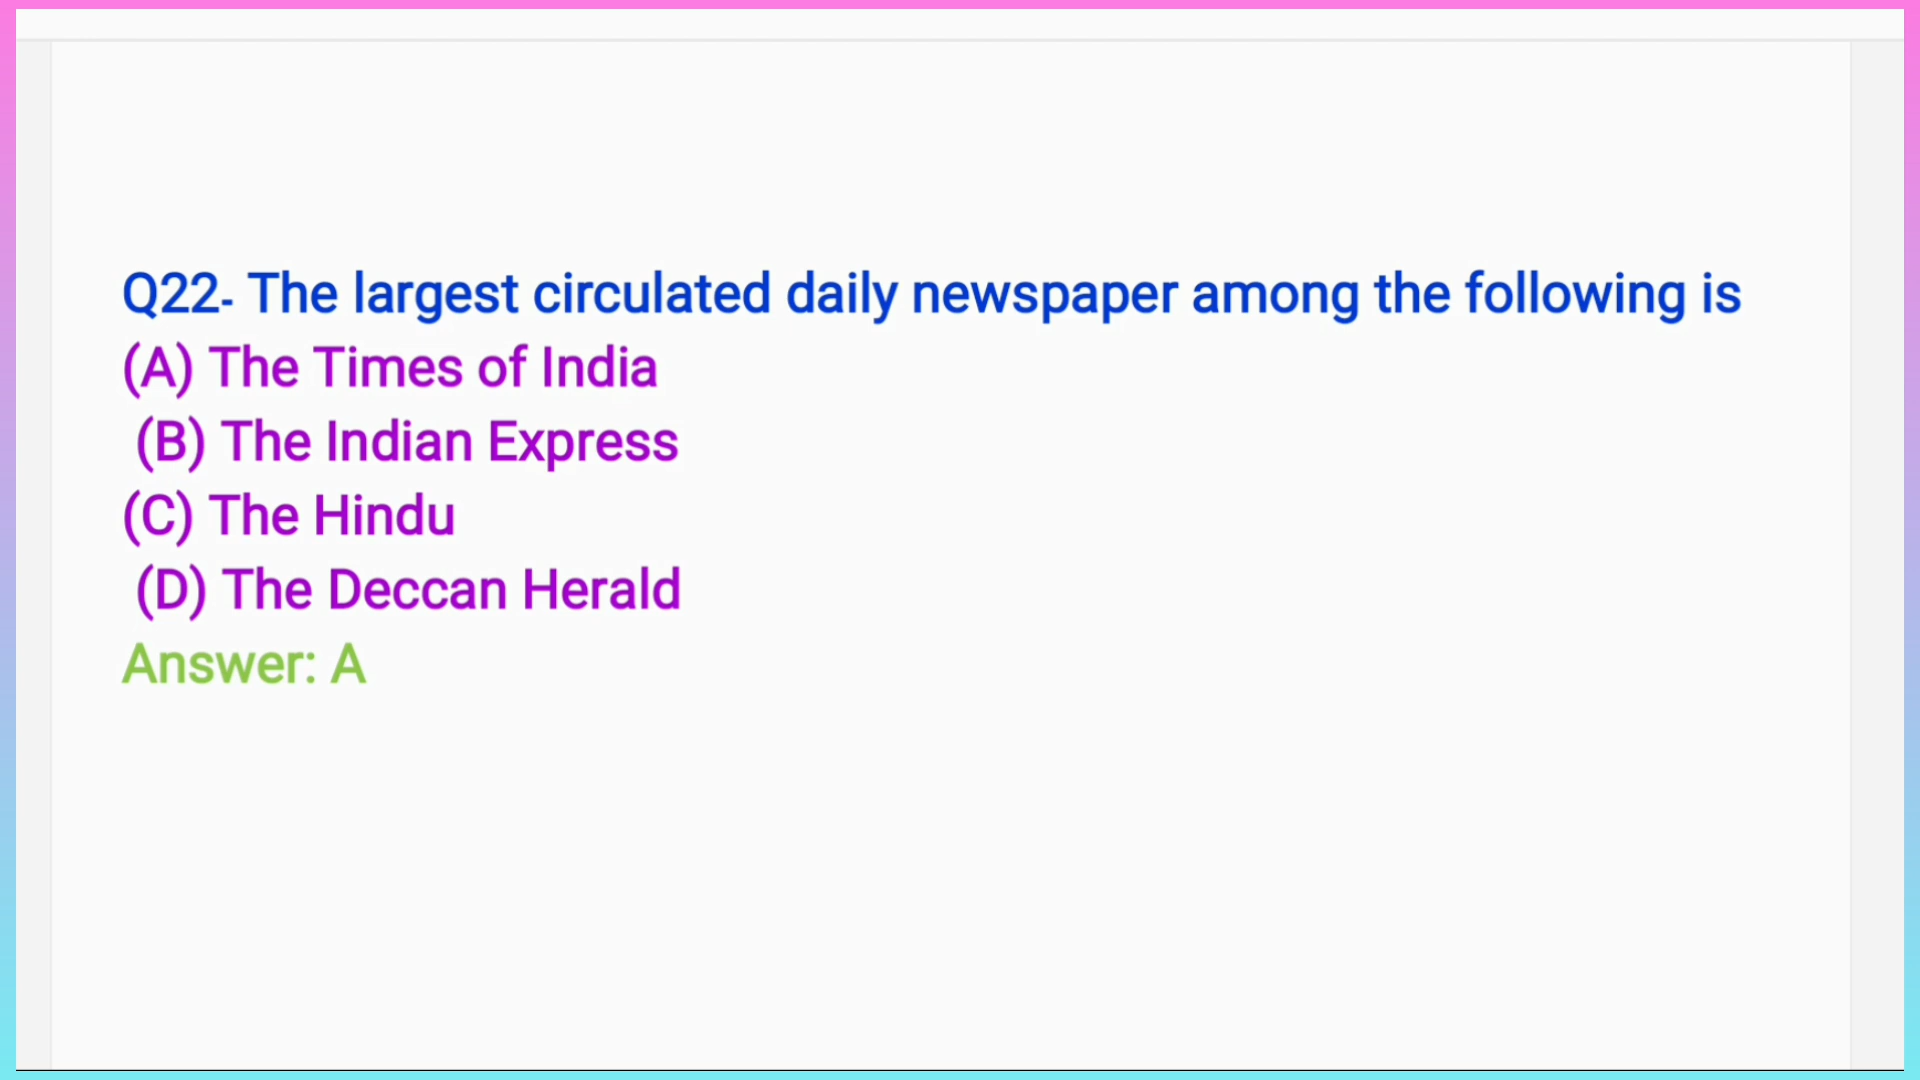 Q22- The largest circulated daily newspaper among the following is
(A) The Times of India
(B) The Indian Express
(C) The Hindu
(D) The Deccan Herald
Answer: A